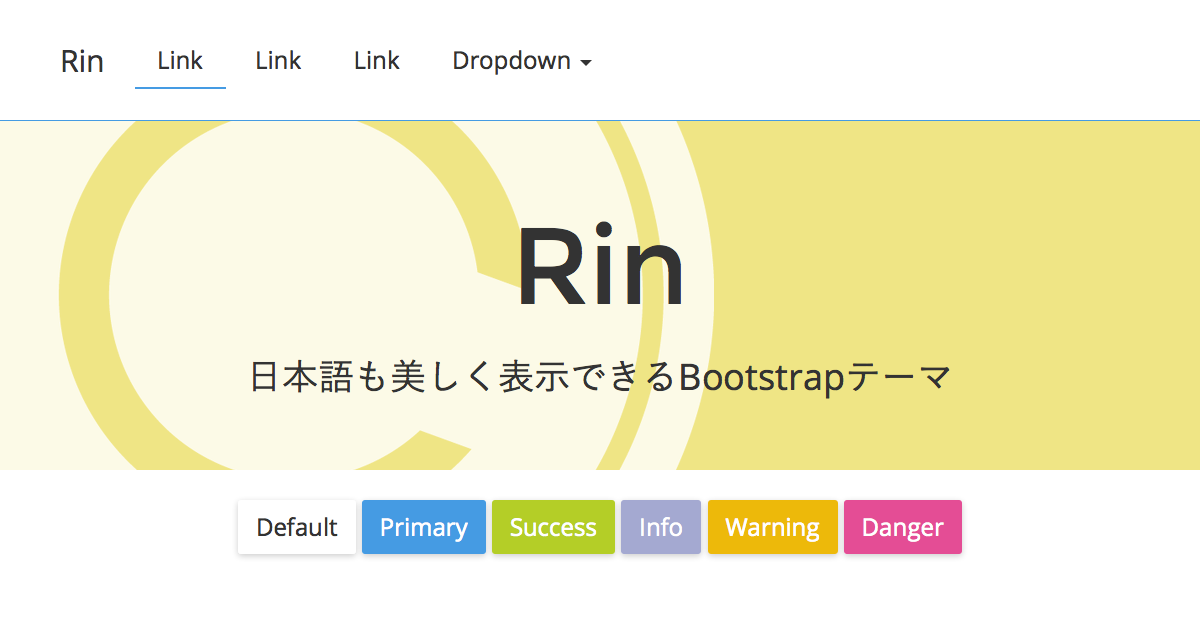 Rin Link Link Link Dropdown
Rin
日本語も美しく表示できるBootstrapテーマ
Default Primary Success Info Warning Danger